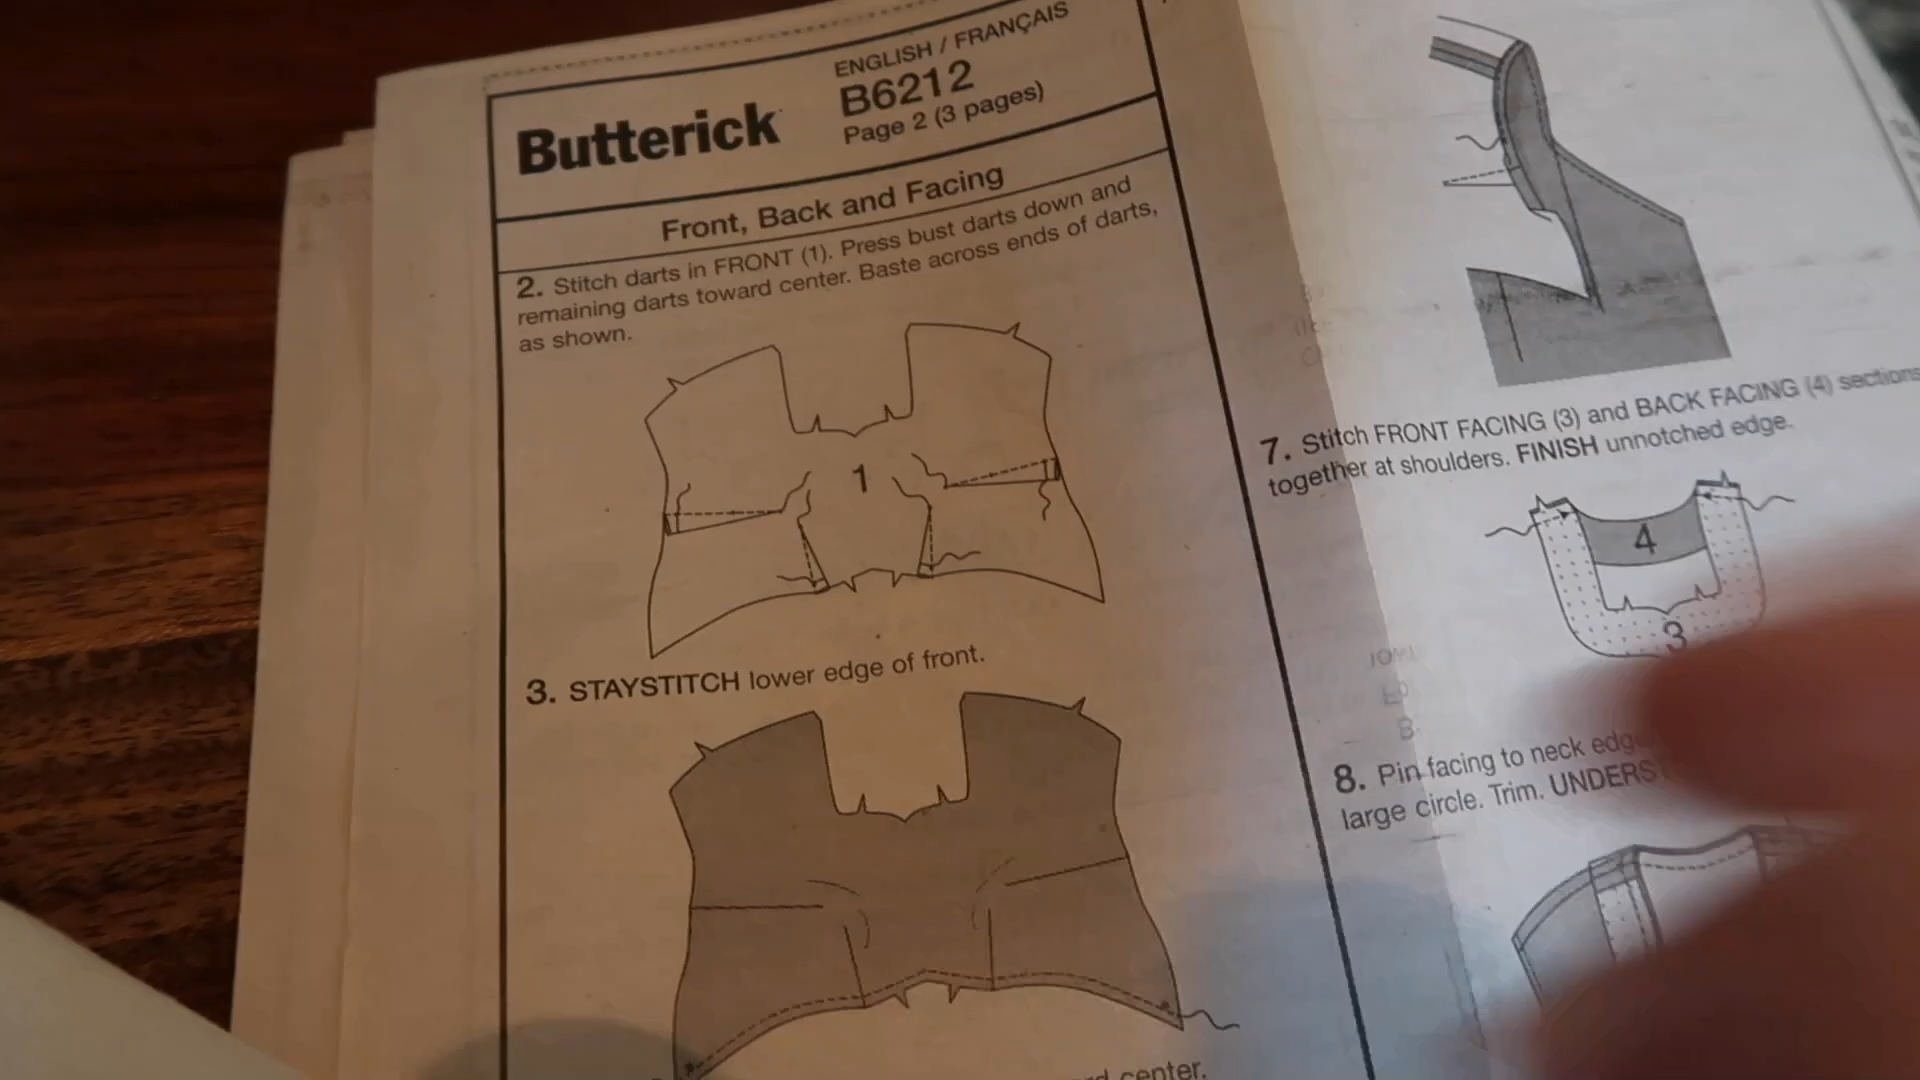 Butterick
ENGLISH / FRANÇAIS
B6212
Page 2 (3 pages)
Front, Back and Facing
2. Stitch darts in FRONT (1). Press bust darts down and
remaining darts toward center. Baste across ends of darts,
as shown.
1
3. STAYSTITCH lower edge of front.
center.
7. Stitch FRONT FACING (3) and BACK FACING (4) sections
together at shoulders. FINISH unnotched edge.
4
3
8. Pin facing to neck
large circle. Trim.